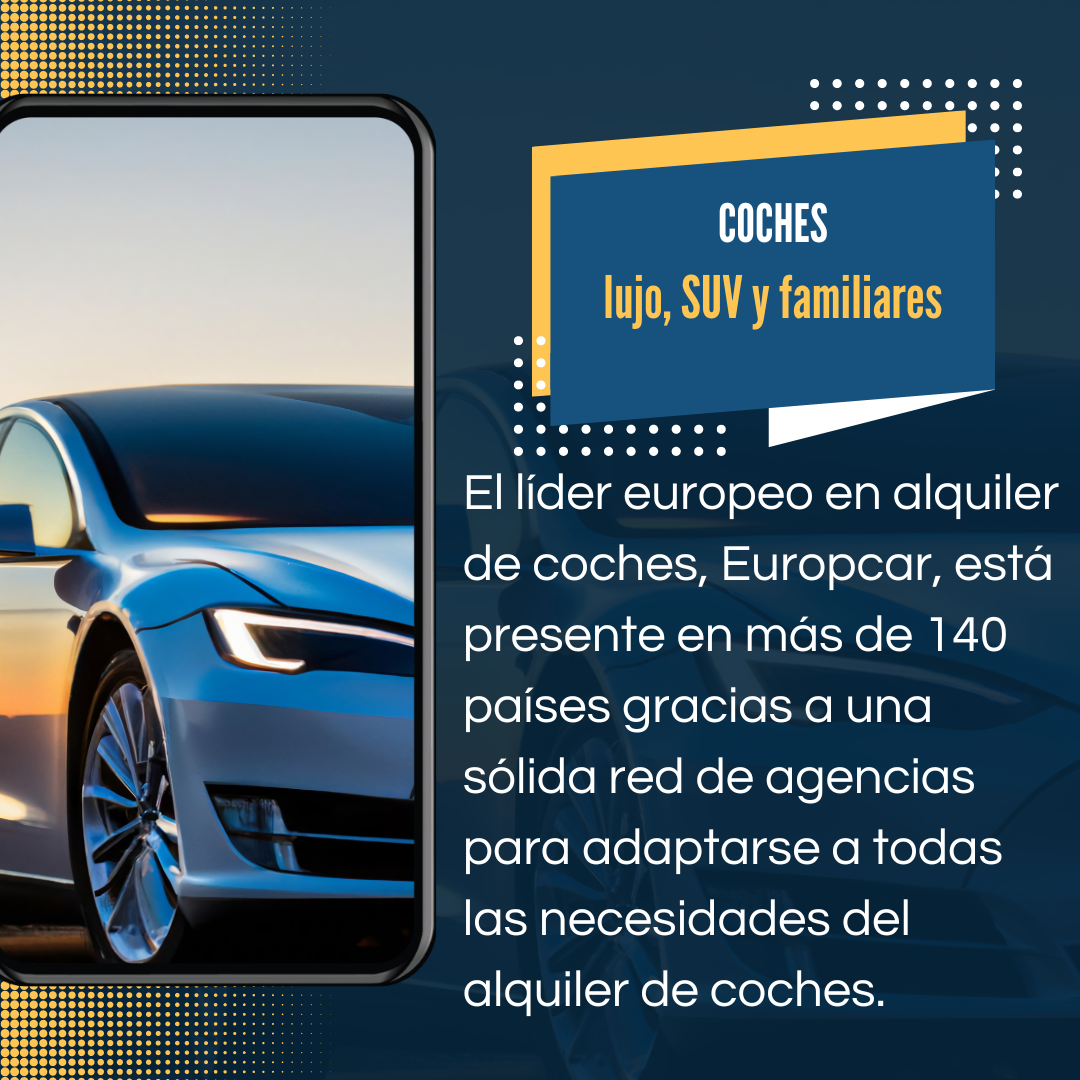 COCHES
lujo, SUV y familiares
El líder europeo en alquiler
de coches, Europcar, está
presente en más de 140
países gracias a una
sólida red de agencias
para adaptarse a todas
las necesidades del
alquiler de coches.